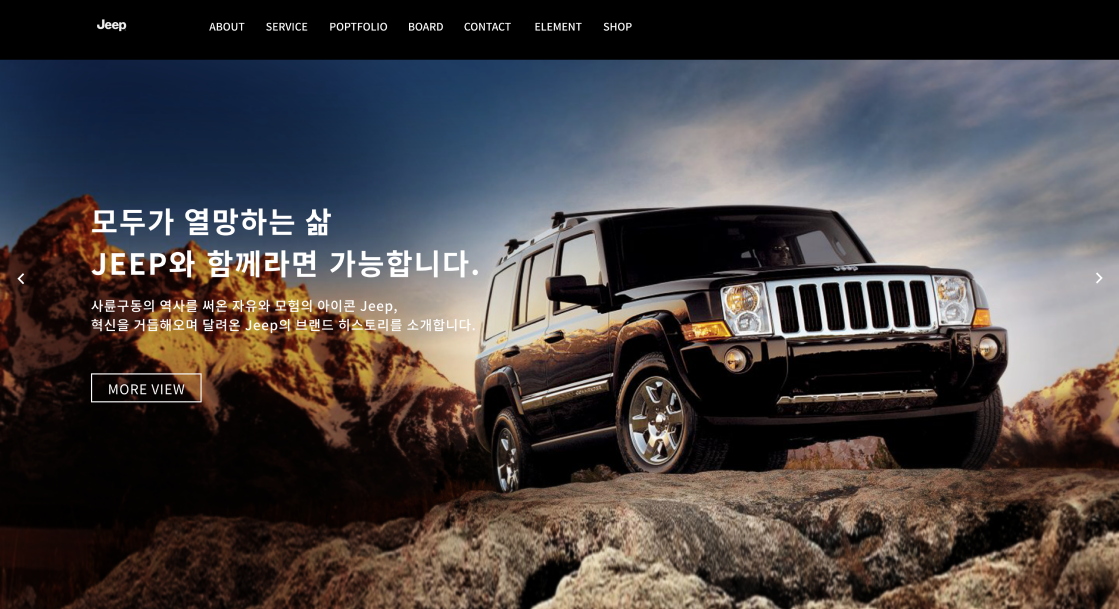 Jeep
ABOUT SERVICE POPTFOLIO BOARD CONTACT ELEMENT SHOP
모두가 열망하는 삶
JEEP와 함께라면 가능합니다.
사륜구동의 역사를 써온 자유와 모험의 아이콘 Jeep,
혁신을 거듭해오며 달려온 Jeep의 브랜드 히스토리를 소개합니다.
MORE VIEW
Jeep